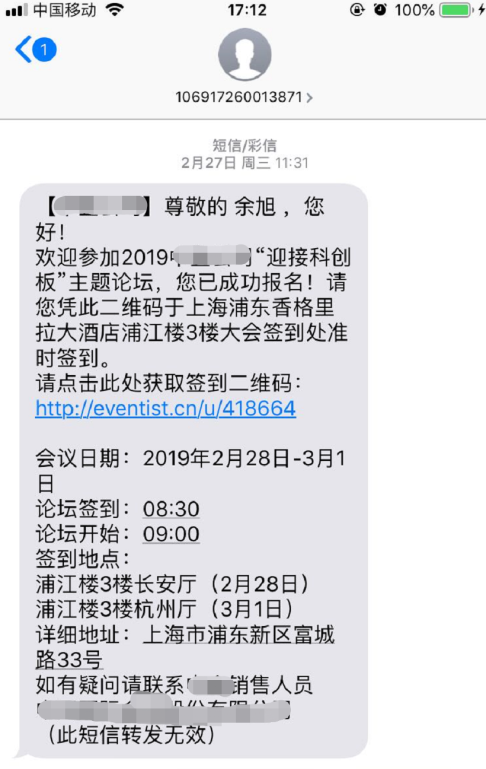 中国移动
17:12
100%
1
106917260013871
短信/彩信
2月27日 周三 11:31
【】尊敬的 余旭 ，您
好！
欢迎参加2019“迎接科创
板”主题论坛，您已成功报名！请
您凭此二维码于上海浦东香格里
拉大酒店浦江楼3楼大会签到处准
时签到。
请点击此处获取签到二维码：
http://eventist.cn/u/418664
会议日期：2019年2月28日-3月1
日
论坛签到：08:30
论坛开始：09:00
签到地点：
浦江楼3楼长安厅（2月28日）
浦江楼3楼杭州厅（3月1日）
详细地址：上海市浦东新区富城
路33号
如有疑问请联系销售人员
（此短信转发无效）